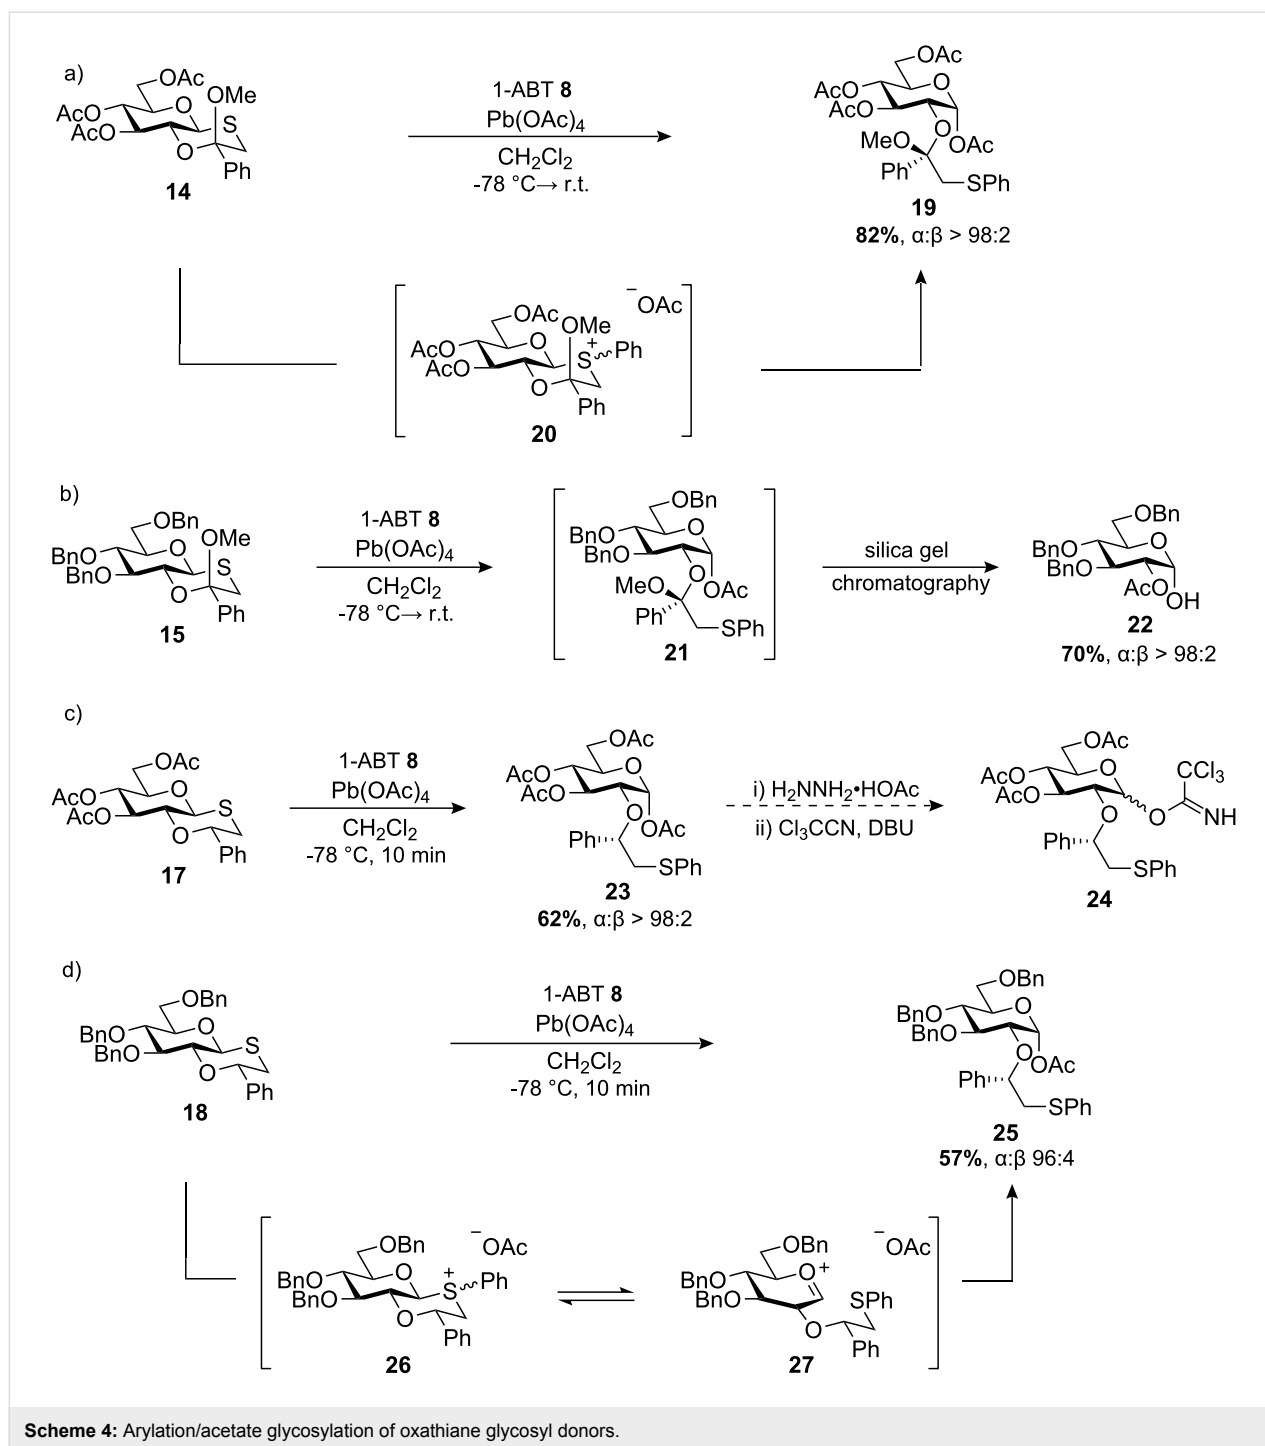 a)
OAc
OMe
AcO
AcO
O
S
O
Ph
14
1-ABT 8
Pb(OAc)4
CH2Cl2
-78 °C→ r.t.
OAc
AcO
AcO
O
O
MeO
OAc
Ph
SPh
19
82%, α:β > 98:2
−OAc
OAc
OMe
AcO
AcO
O
S+
Ph
O
Ph
20
b)
OBn
OMe
BnO
BnO
O
S
O
Ph
15
1-ABT 8
Pb(OAc)4
CH2Cl2
-78 °C→ r.t.
OBn
BnO
BnO
O
O
MeO
OAc
Ph
SPh
21
silica gel
chromatography
OBn
BnO
BnO
O
AcO
OH
22
70%, α:β > 98:2
c)
OAc
AcO
AcO
O
S
O
Ph
17
1-ABT 8
Pb(OAc)4
CH2Cl2
-78 °C, 10 min
OAc
AcO
AcO
O
O
OAc
Ph
SPh
23
62%, α:β > 98:2
i) H2NNH2•HOAc
ii) Cl3CCN, DBU
OAc
AcO
AcO
O
O
O
CCl3
NH
Ph
SPh
24
d)
OBn
BnO
BnO
O
S
O
Ph
18
1-ABT 8
Pb(OAc)4
CH2Cl2
-78 °C, 10 min
OBn
BnO
BnO
O
O
OAc
Ph
SPh
25
57%, α:β 96:4
−OAc
OBn
BnO
BnO
O
S+
Ph
O
Ph
26
−OAc
OBn
BnO
BnO
O+
SPh
O
Ph
27
Scheme 4: Arylation/acetate glycosylation of oxathiane glycosyl donors.